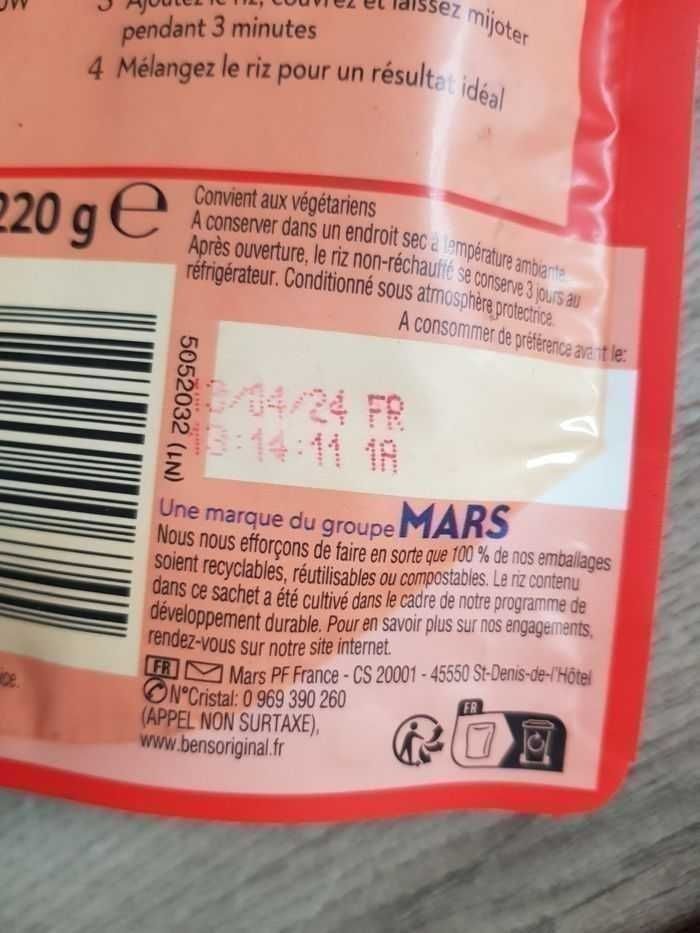 laissez mijoter
pendant 3 minutes
4 Mélangez le riz pour un résultat idéal
220 g e
Convient aux végétariens
A conserver dans un endroit sec à température ambiante.
Après ouverture, le riz non-réchauffé se conserve 3 jours au
réfrigérateur. Conditionné sous atmosphère protectrice.
A consommer de préférence avant le:
5052032 (LN)
/04/24 FR
:14:11 1A
Une marque du groupe MARS
Nous nous efforçons de faire en sorte que 100 % de nos emballages
soient recyclables, réutilisables ou compostables. Le riz contenu
dans ce sachet a été cultivé dans le cadre de notre programme de
développement durable. Pour en savoir plus sur nos engagements,
rendez-vous sur notre site internet.
FR Mars PF France - CS 20001 - 45550 St-Denis-de-l'Hôtel
N°Cristal: 0 969 390 260
(APPEL NON SURTAXE),
www.bensoriginal.fr
FR